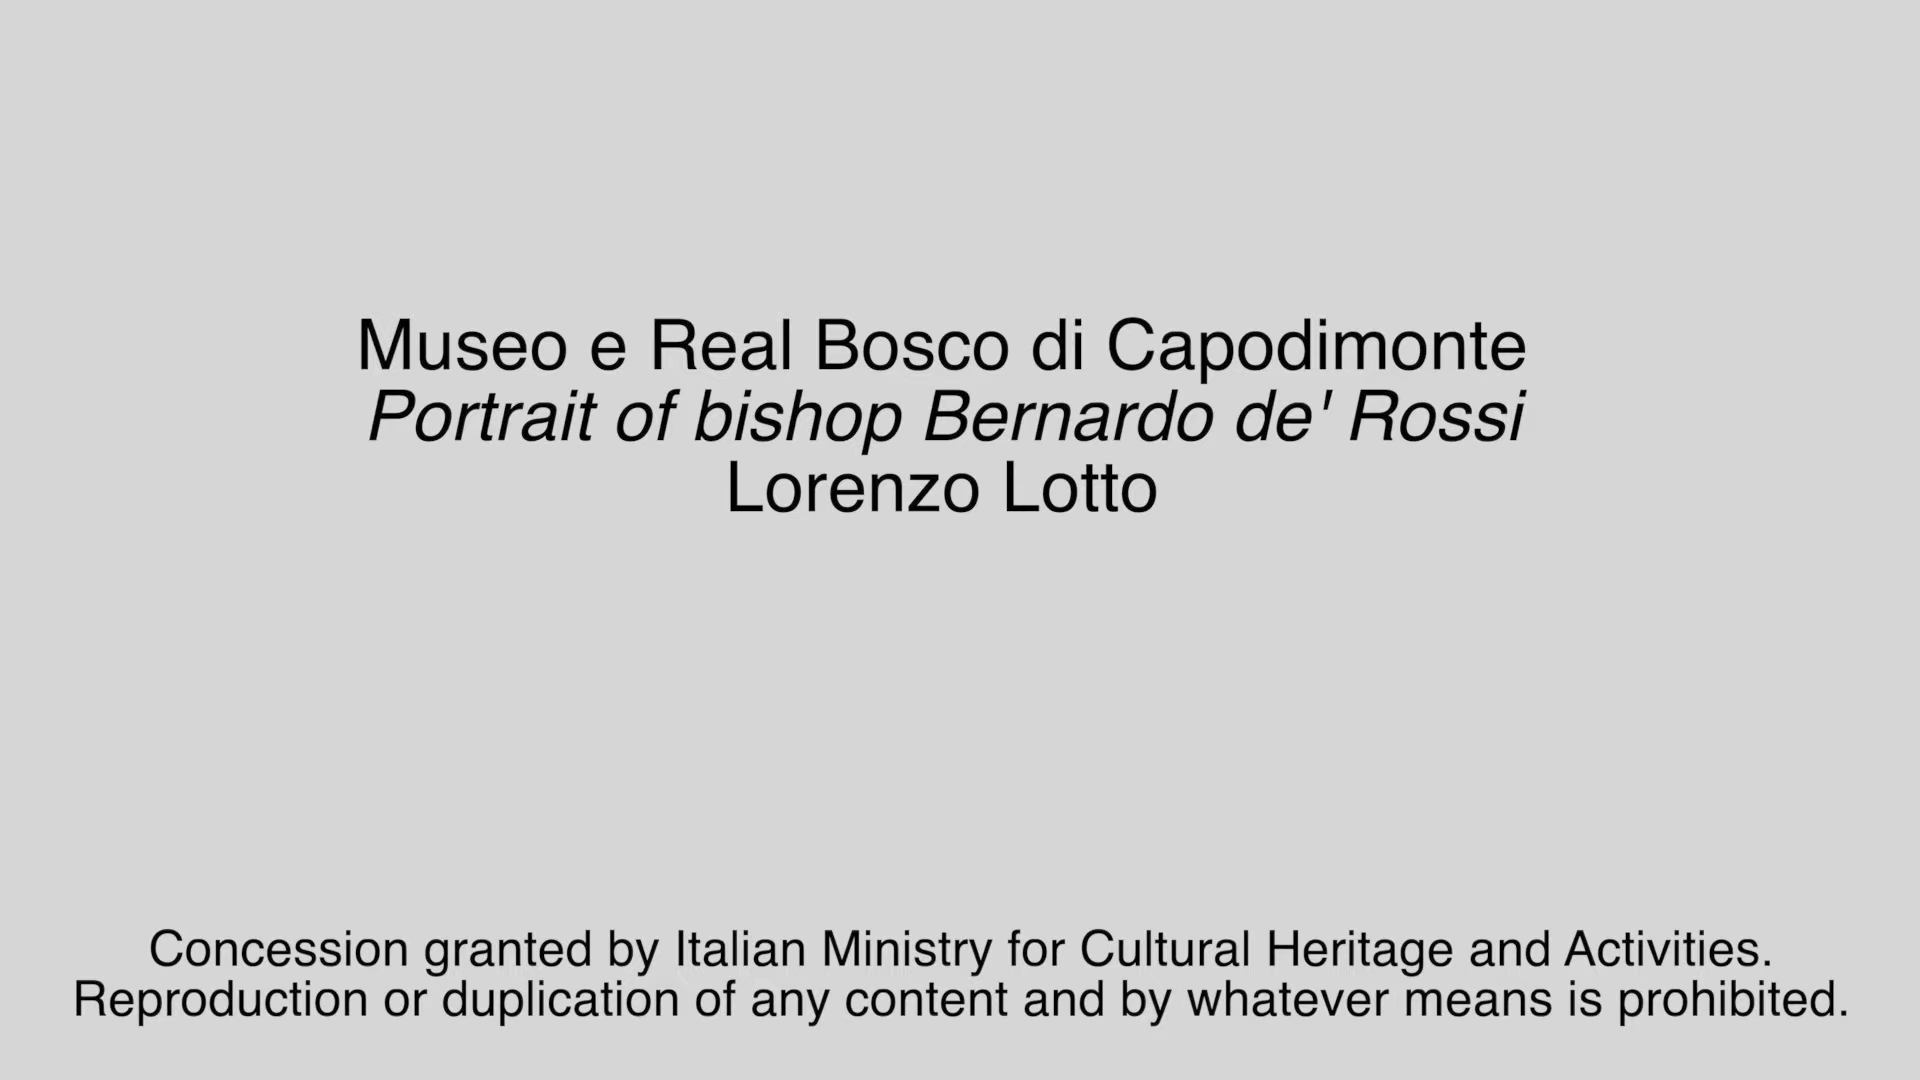 Museo e Real Bosco di Capodimonte
Portrait of bishop Bernardo de' Rossi
Lorenzo Lotto
Concession granted by Italian Ministry for Cultural Heritage and Activities.
Reproduction or duplication of any content and by whatever means is prohibited.